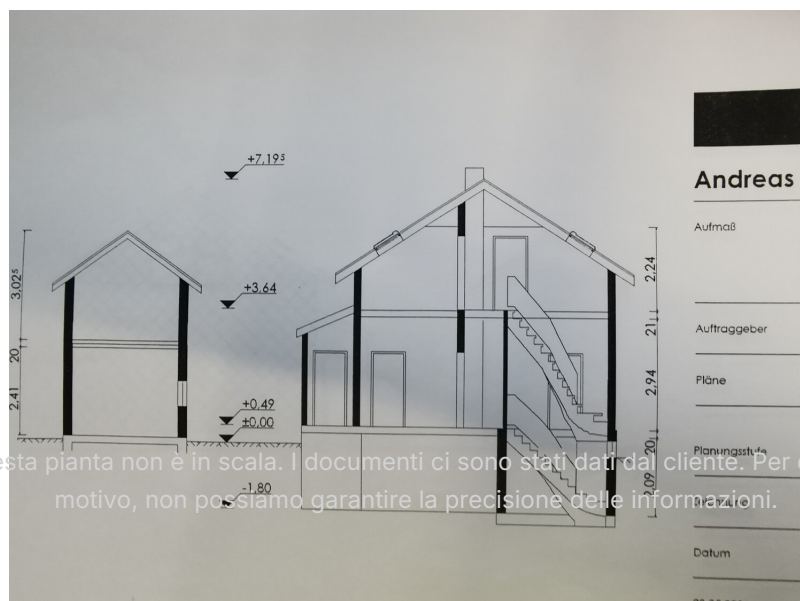 +7,19⁵
Andreas
Aufmaß
3,02⁵
2,24
+3,64
21
Auftraggeber
20
2,94
Pläne
2,41
+0,49
±0,00
20
Planungsstufe
esta pianta non è in scala. I documenti ci sono stati dati dal cliente. Per
-1,80
motivo, non possiamo garantire la precisione delle informazioni.
Datum